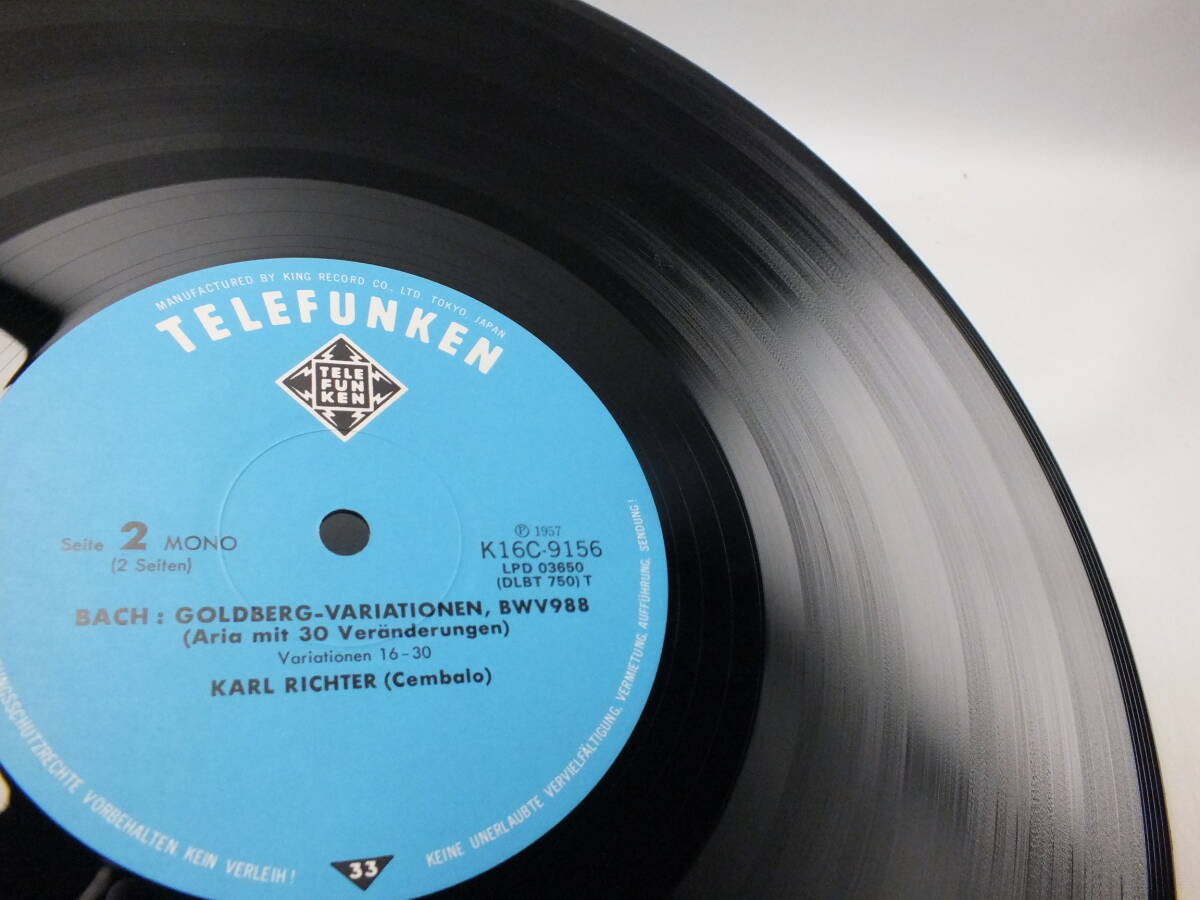 MANUFACTURED BY KING RECORD CO., LTD. TOKYO, JAPAN
TELEFUNKEN
TELE
FUN
KEN
Seite 2 MONO
(2 Seiten)
℗ 1957
K16C-9156
LPD 03650
(DLBT 750) T
BACH : GOLDBERG-VARIATIONEN, BWV988
(Aria mit 30 Veränderungen)
Variationen 16-30
KARL RICHTER (Cembalo)
VORBEHALTEN. KEIN VERLEIH!
33
KEINE UNERLAUBTE VERVIELFÄLTIGUNG, VERMIETUNG, AUFFÜHRUNG, SENDUNG!